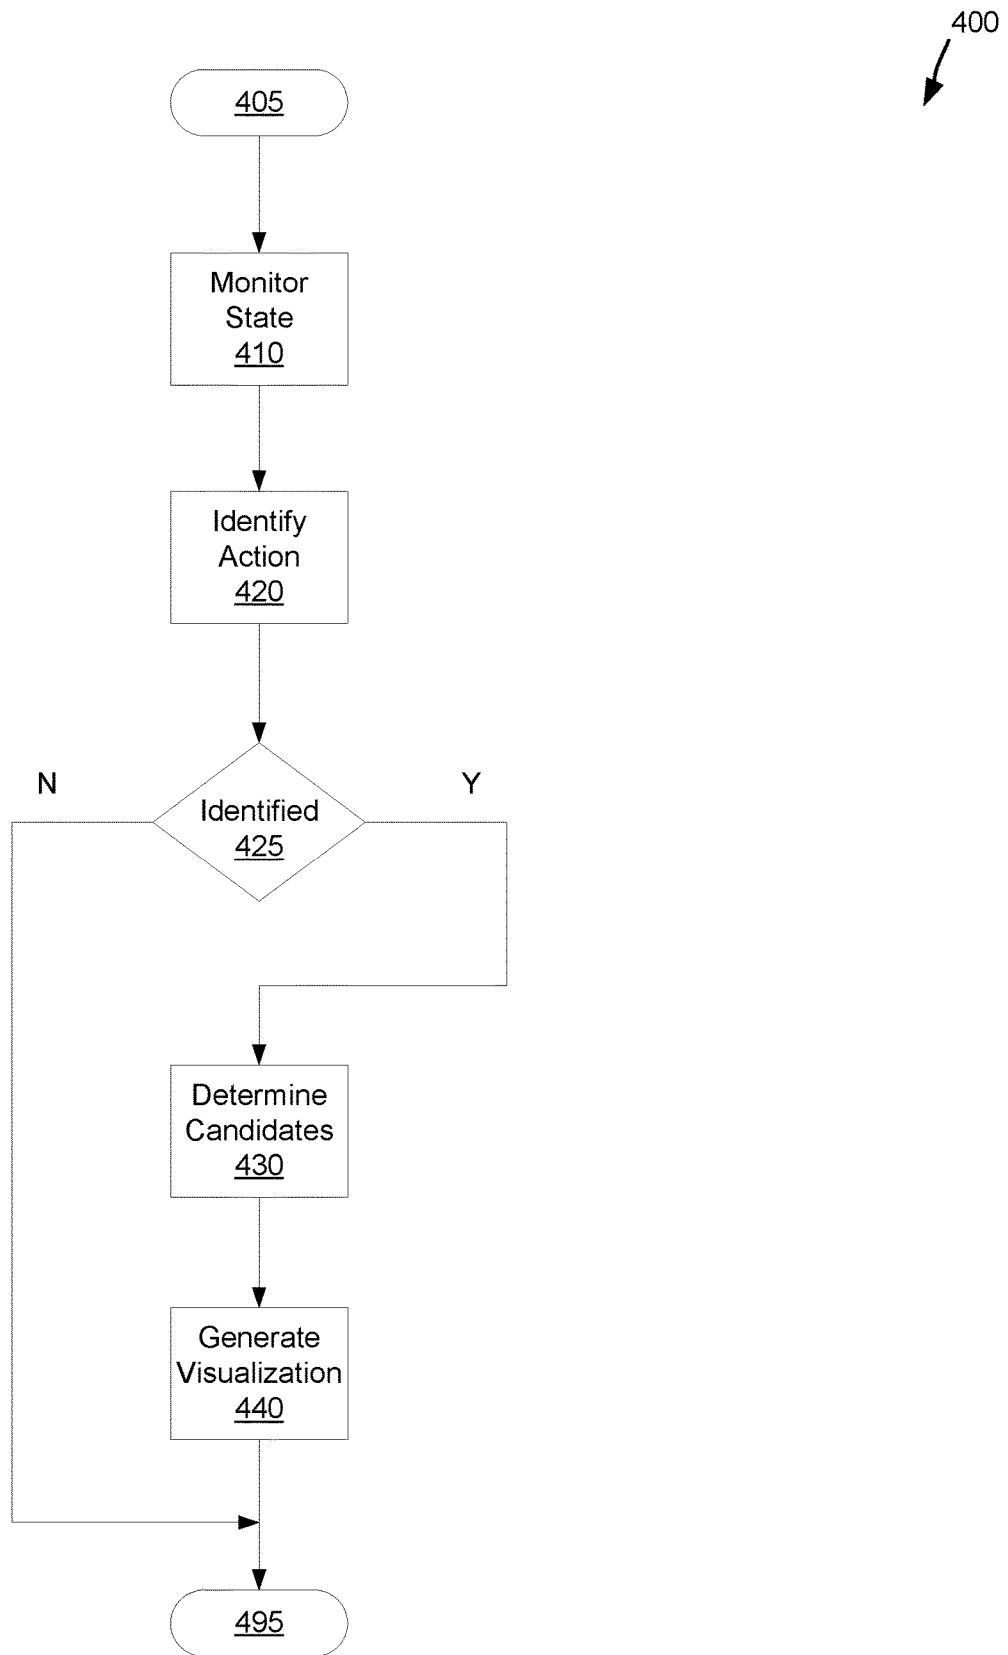 400
405
Monitor
State
410
Identify
Action
420
N
Y
Identified
425
Determine
Candidates
430
Generate
Visualization
440
495